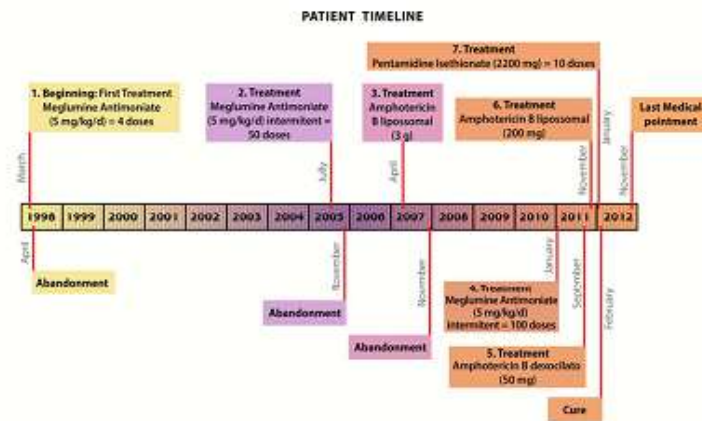 PATIENT TIMELINE
7. Treatment
Pentamidine Isethionate (2200 mg) = 10 doses
1. Beginning: First Treatment
Meglumine Antimoniate
(5 mg/kg/d) = 4 doses
2. Treatment
Meglumine Antimoniate
(5 mg/kg/d) intermitent =
50 doses
3. Treatment
Amphotericin
B lipossomal
(3 g)
6. Treatment
Amphotericin B lipossomal
(200 mg)
Last Medical
pointment
March
July
April
November
January
November
1998 1999 2000 2001 2002 2003 2004 2005 2006 2007 2008 2009 2010 2011 2012
April
November
November
January
September
February
Abandonment
Abandonment
Abandonment
4. Treatment
Meglumine Antimoniate
(5 mg/kg/d)
intermitent = 100 doses
5. Treatment
Amphotericin B dexocilato
(50 mg)
Cure